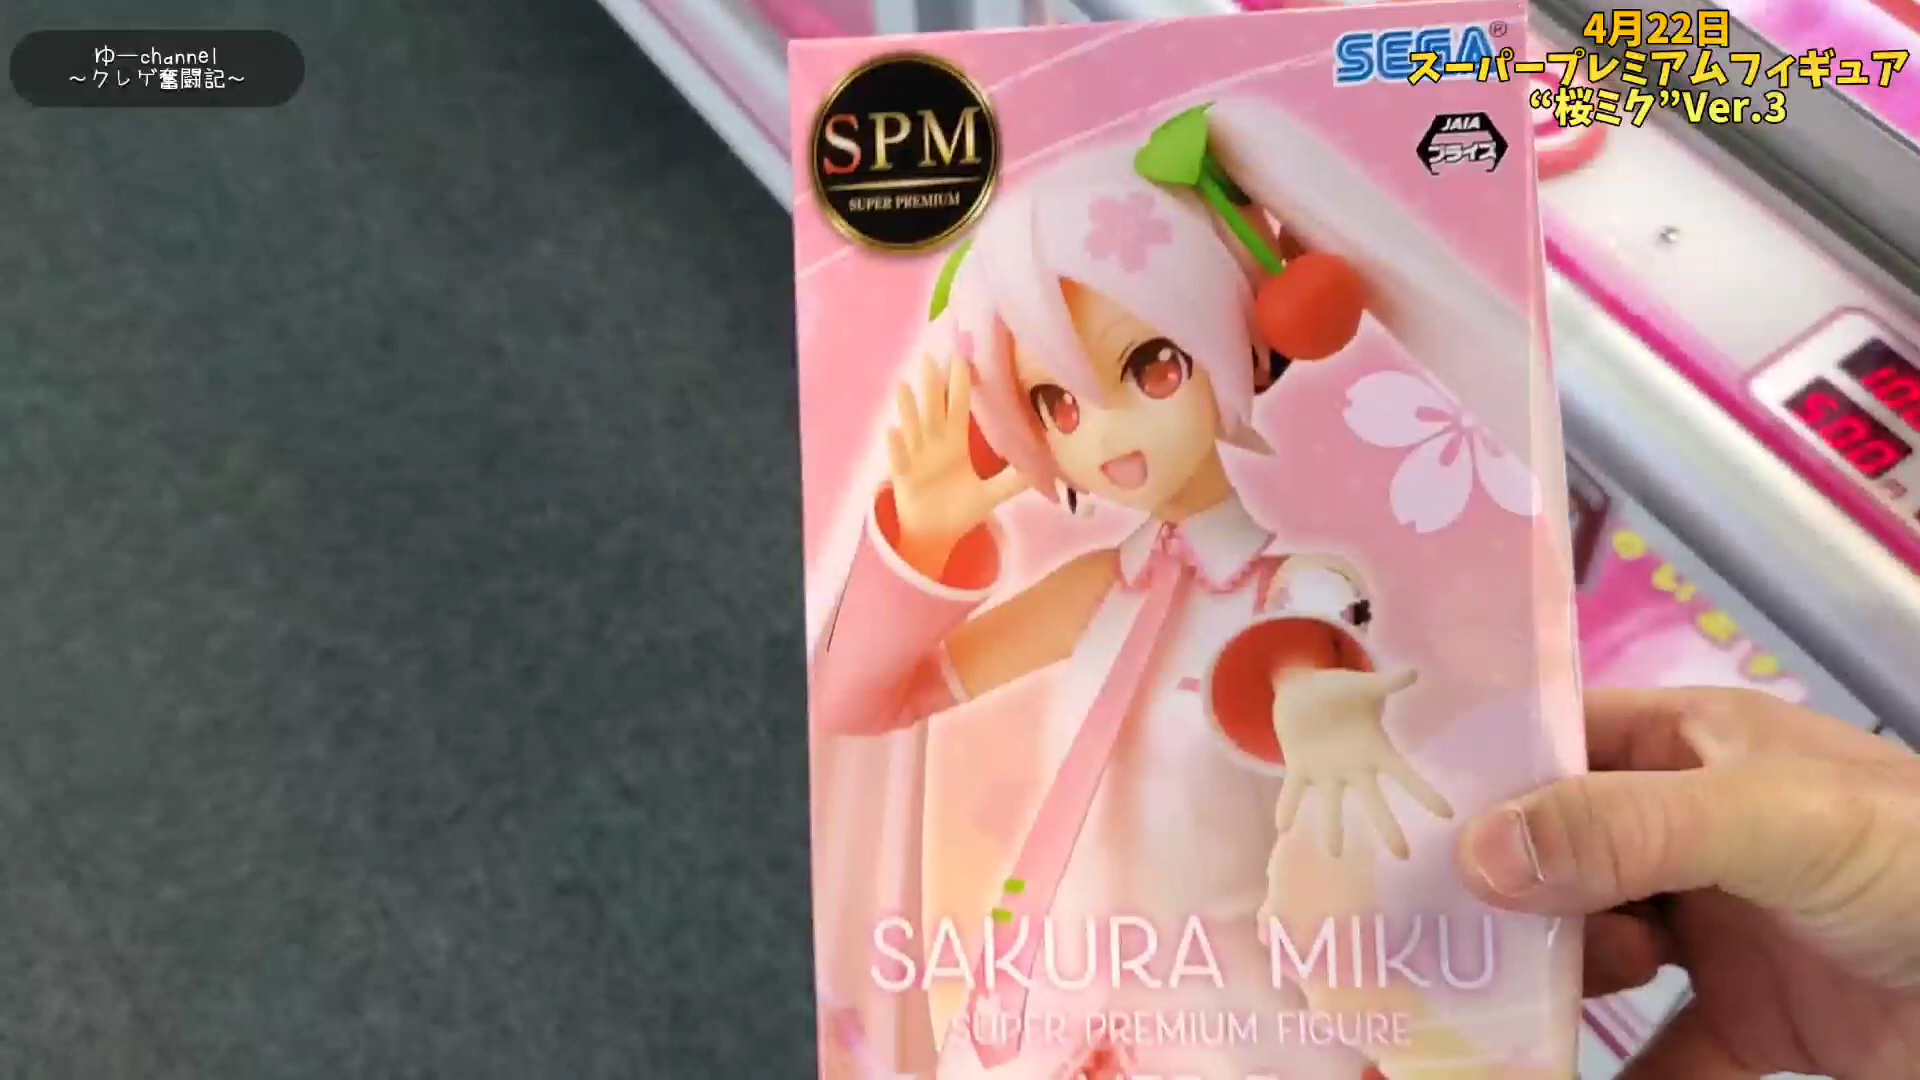 ゆーchannel
～クレゲ奮闘記～
4月22日
スーパープレミアムフィギュア
“桜ミク”Ver.3
SEGA®
SPM
SUPER PREMIUM
JAIA
プライズ
100
500
SAKURA MIKU
SUPER PREMIUM FIGURE